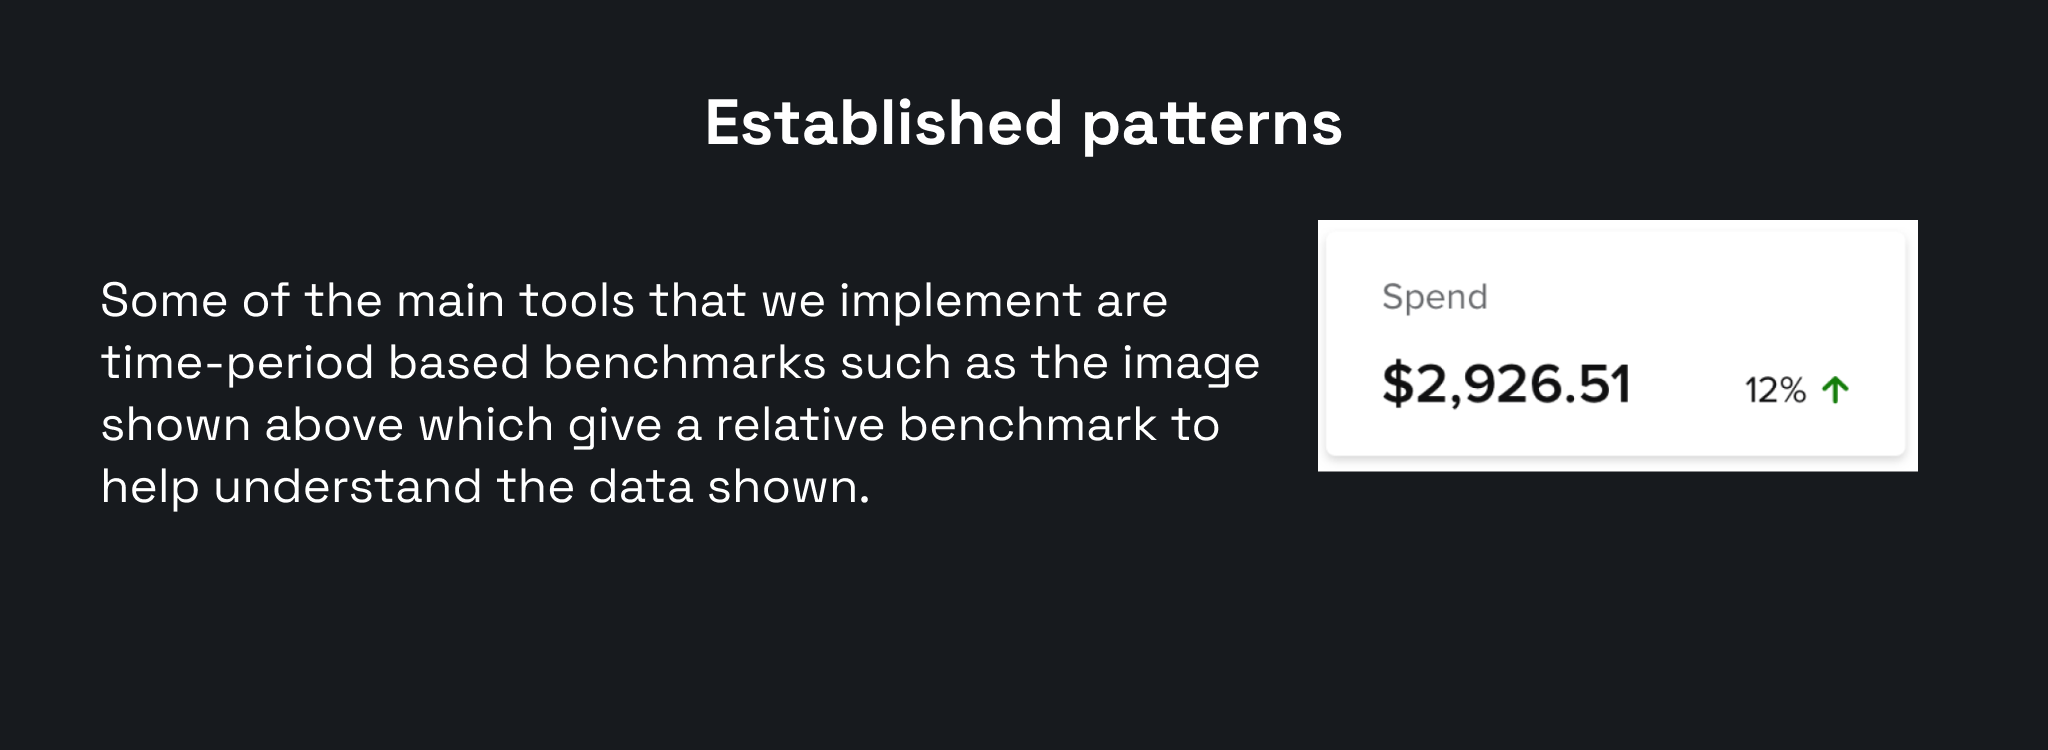 Established patterns
Some of the main tools that we implement are
time-period based benchmarks such as the image
shown above which give a relative benchmark to
help understand the data shown.
Spend
$2,926.51
12% ↑